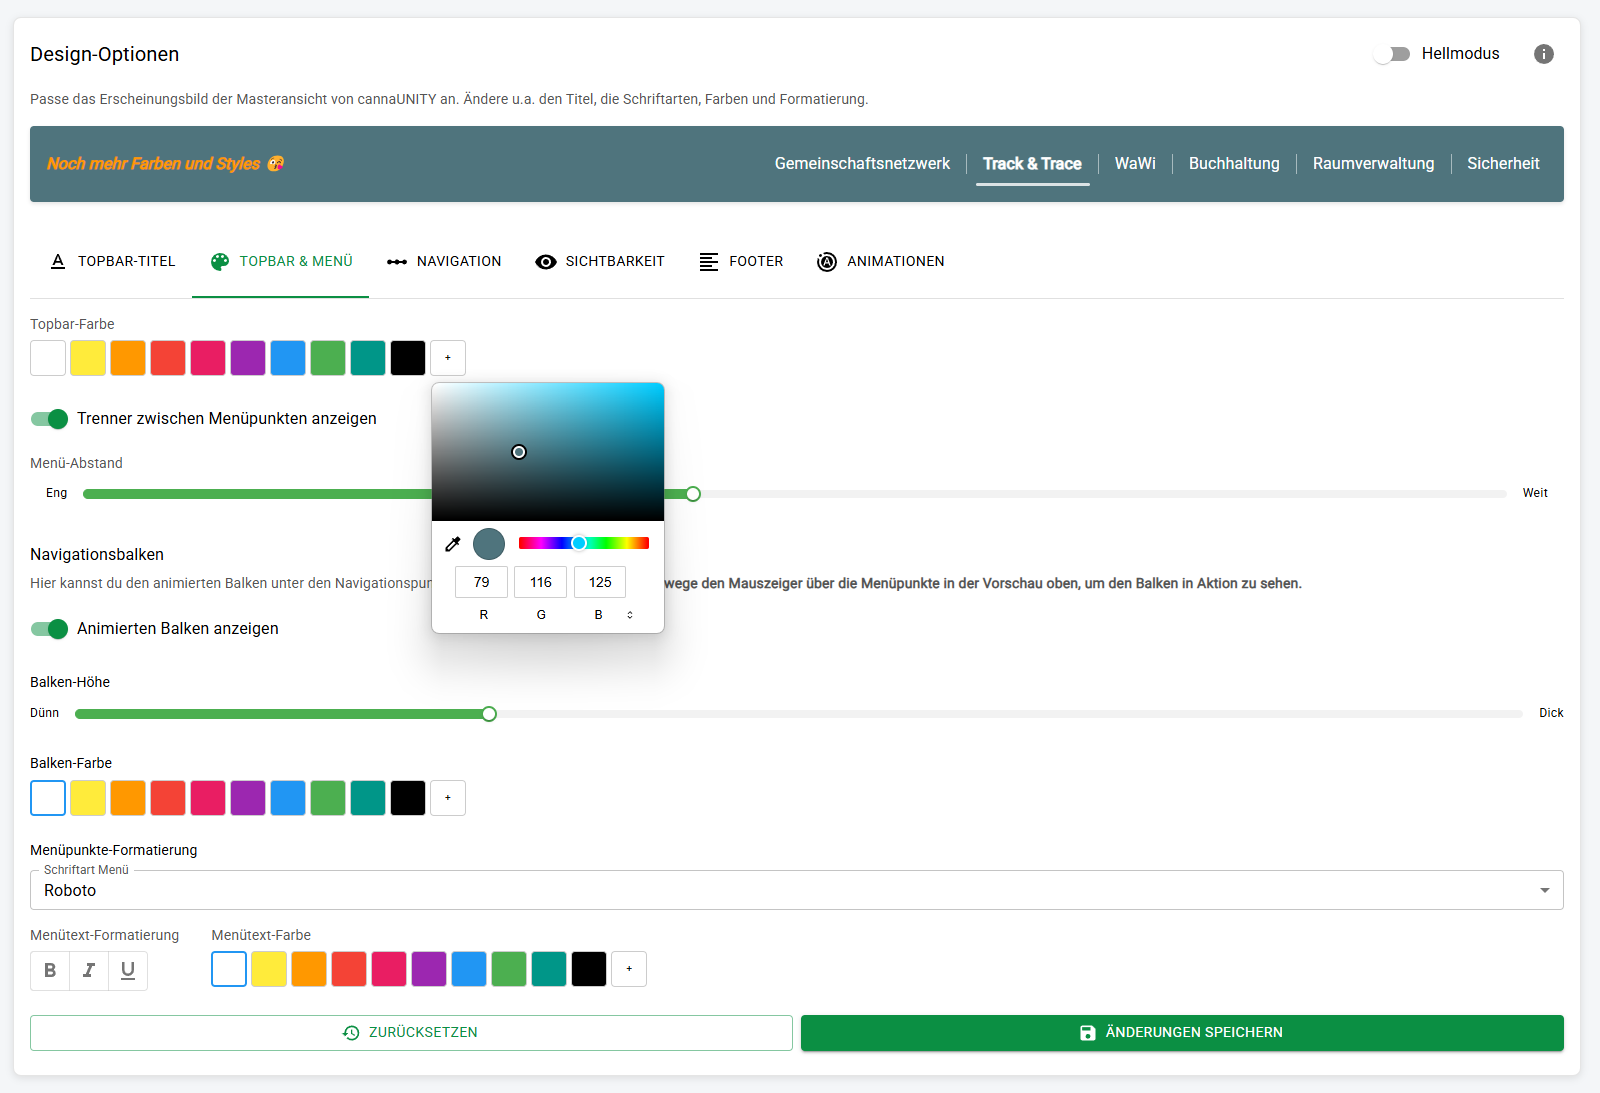 Design-Optionen
Hellmodus
Passe das Erscheinungsbild der Masteransicht von cannaUNITY an. Ändere u.a. den Titel, die Schriftarten, Farben und Formatierung.
Noch mehr Farben und Styles 😜
Gemeinschaftsnetzwerk
Track & Trace
WaWi
Buchhaltung
Raumverwaltung
Sicherheit
TOPBAR-TITEL
TOPBAR & MENÜ
NAVIGATION
SICHTBARKEIT
FOOTER
ANIMATIONEN
Topbar-Farbe
+
Trenner zwischen Menüpunkten anzeigen
Menü-Abstand
Eng
Weit
Navigationsbalken
Hier kannst du den animierten Balken unter den
wege den Mauszeiger über die Menüpunkte in der Vorschau oben, um den Balken in Aktion zu sehen.
79
116
125
R
G
B
Animierten Balken anzeigen
Balken-Höhe
Dünn
Dick
Balken-Farbe
+
Menüpunkte-Formatierung
Schriftart Menü
Roboto
Menütext-Formatierung
Menütext-Farbe
B
I
U
+
ZURÜCKSETZEN
ÄNDERUNGEN SPEICHERN